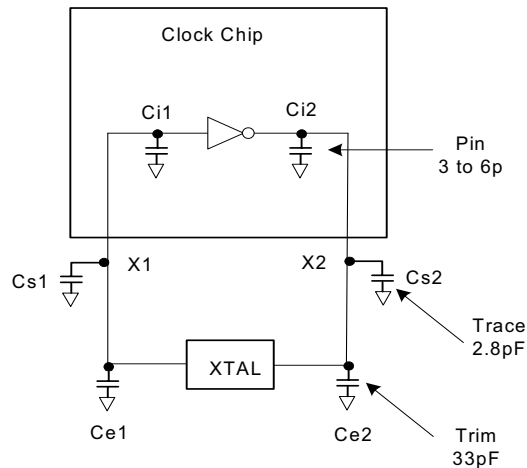 Clock Chip
Ci1
Ci2
Pin
3 to 6p
Cs1
X1
X2
Cs2
Trace
2.8pF
XTAL
Ce1
Ce2
Trim
33pF